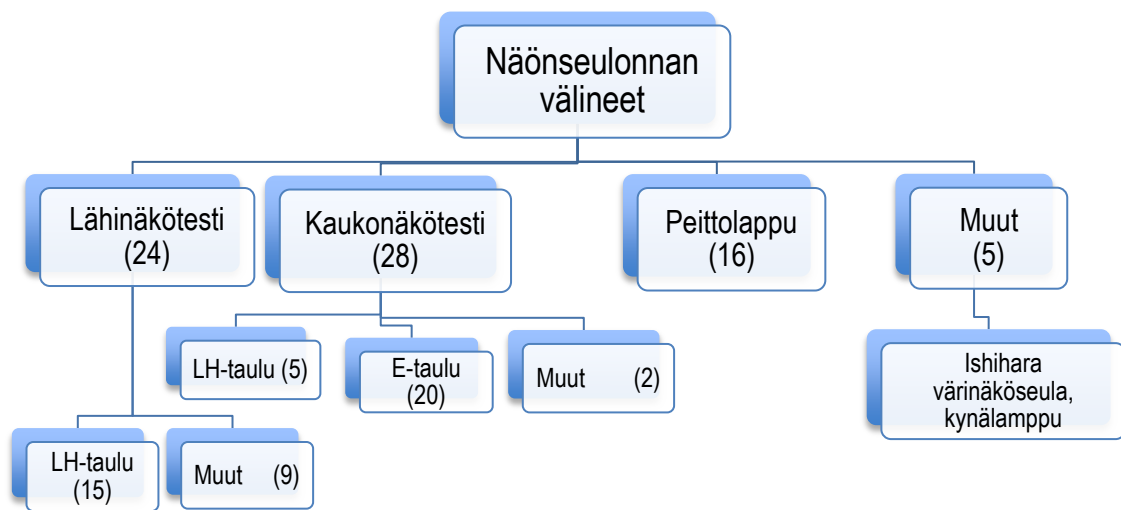 Näönseulonnan
välineet
Lähinäkötesti
(24)
Kaukonäkötesti
(28)
Peittolappu
(16)
Muut
(5)
LH-taulu (5)
E-taulu
(20)
Muut (2)
Ishihara
värinäköseula,
kynälamppu
LH-taulu
(15)
Muut (9)